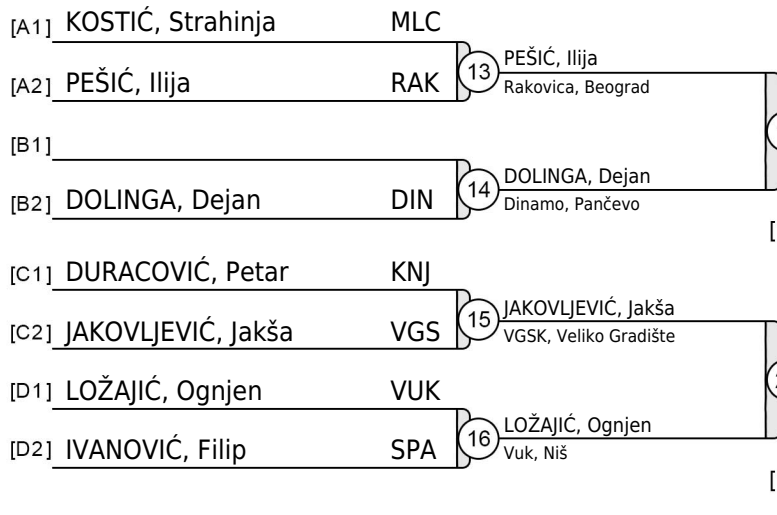 [A1] KOSTIĆ, Strahinja MLC
[A2] PEŠIĆ, Ilija RAK
13 PEŠIĆ, Ilija
Rakovica, Beograd
[B1]
[B2] DOLINGA, Dejan DIN
14 DOLINGA, Dejan
Dinamo, Pančevo
[
[C1] DURACOVIĆ, Petar KNJ
[C2] JAKOVLJEVIĆ, Jakša VGS
15 JAKOVLJEVIĆ, Jakša
VGSK, Veliko Gradište
[D1] LOŽAJIĆ, Ognjen VUK
[D2] IVANOVIĆ, Filip SPA
16 LOŽAJIĆ, Ognjen
Vuk, Niš
[